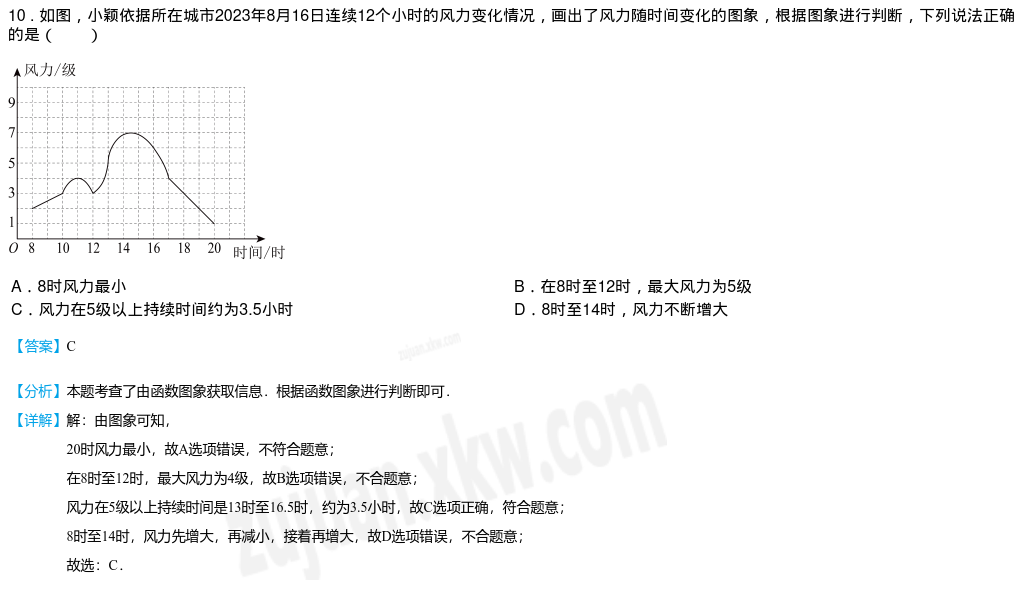 10．如图，小颖依据所在城市2023年8月16日连续12个小时的风力变化情况，画出了风力随时间变化的图象，根据图象进行判断，下列说法正确
的是（　　）
风力/级
9
7
5
3
1
O 8 10 12 14 16 18 20 时间/时
A．8时风力最小 B．在8时至12时，最大风力为5级
C．风力在5级以上持续时间约为3.5小时 D．8时至14时，风力不断增大
【答案】C
【分析】本题考查了由函数图象获取信息．根据函数图象进行判断即可．
【详解】解：由图象可知，
20时风力最小，故A选项错误，不符合题意；
在8时至12时，最大风力为4级，故B选项错误，不合题意；
风力在5级以上持续时间是13时至16.5时，约为3.5小时，故C选项正确，符合题意；
8时至14时，风力先增大，再减小，接着再增大，故D选项错误，不合题意；
故选：C．
zujuan.xkw.com
zujuan.xkw.com